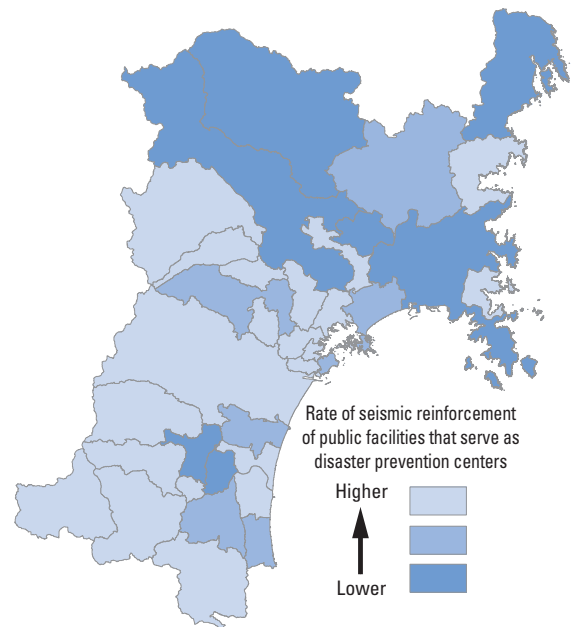 Rate of seismic reinforcement
of public facilities that serve as
disaster prevention centers
Higher
Lower